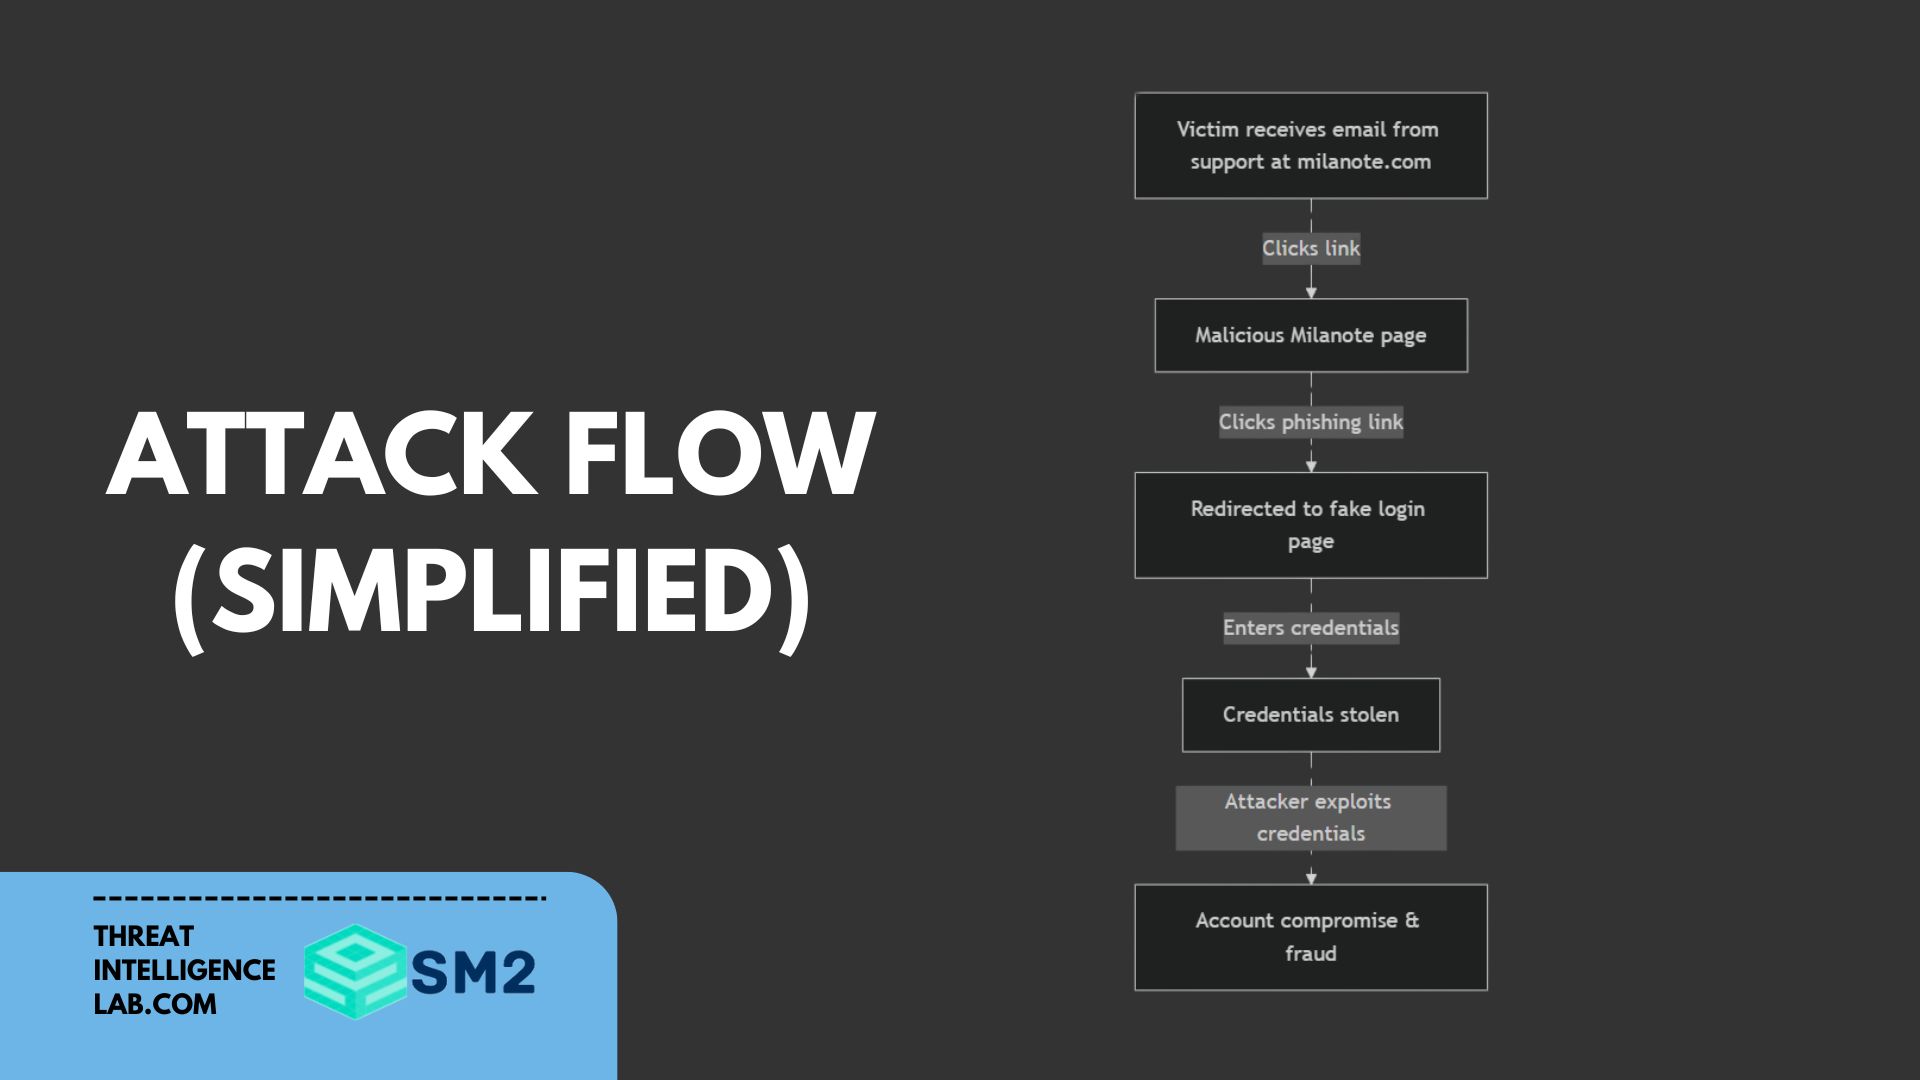 ATTACK FLOW
(SIMPLIFIED)
THREAT
INTELLIGENCE
LAB.COM
SM2
Victim receives email from
support at milanote.com
Clicks link
Malicious Milanote page
Clicks phishing link
Redirected to fake login
page
Enters credentials
Credentials stolen
Attacker exploits
credentials
Account compromise &
fraud